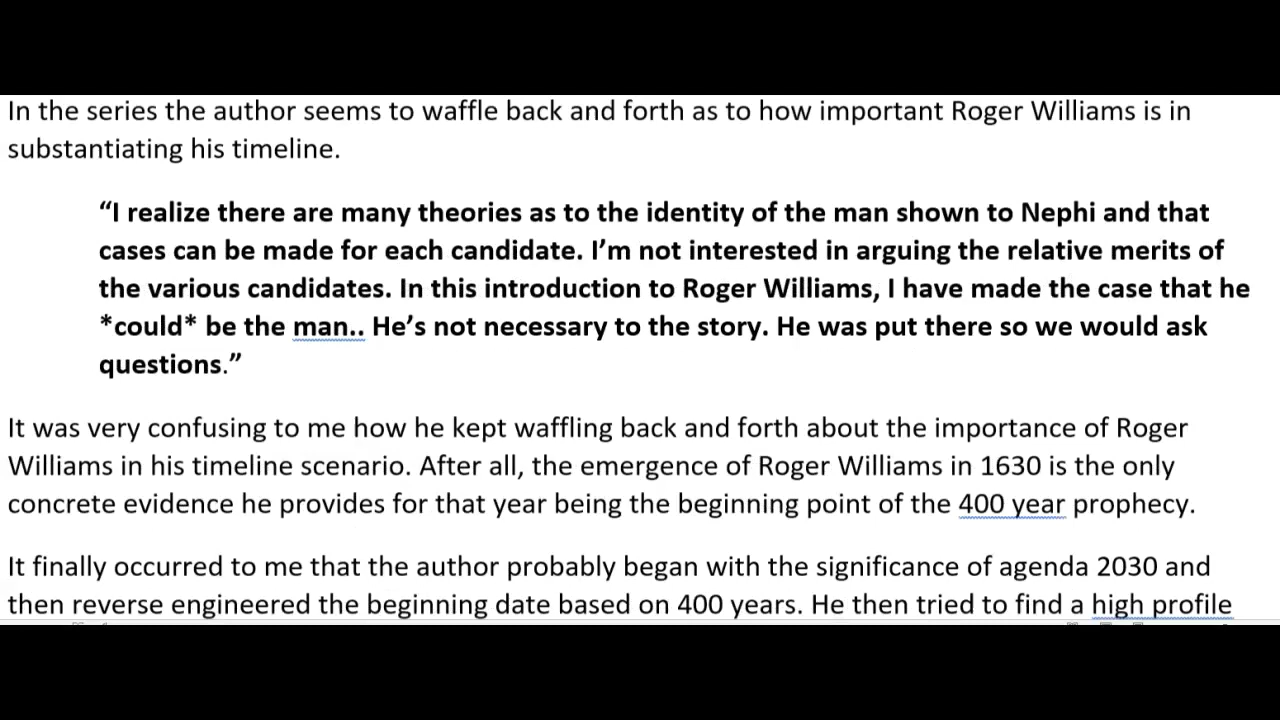 In the series the author seems to waffle back and forth as to how important Roger Williams is in
substantiating his timeline.
“I realize there are many theories as to the identity of the man shown to Nephi and that
cases can be made for each candidate. I’m not interested in arguing the relative merits of
the various candidates. In this introduction to Roger Williams, I have made the case that he
*could* be the man.. He’s not necessary to the story. He was put there so we would ask
questions.”
It was very confusing to me how he kept waffling back and forth about the importance of Roger
Williams in his timeline scenario. After all, the emergence of Roger Williams in 1630 is the only
concrete evidence he provides for that year being the beginning point of the 400 year prophecy.
It finally occurred to me that the author probably began with the significance of agenda 2030 and
then reverse engineered the beginning date based on 400 years. He then tried to find a high profile